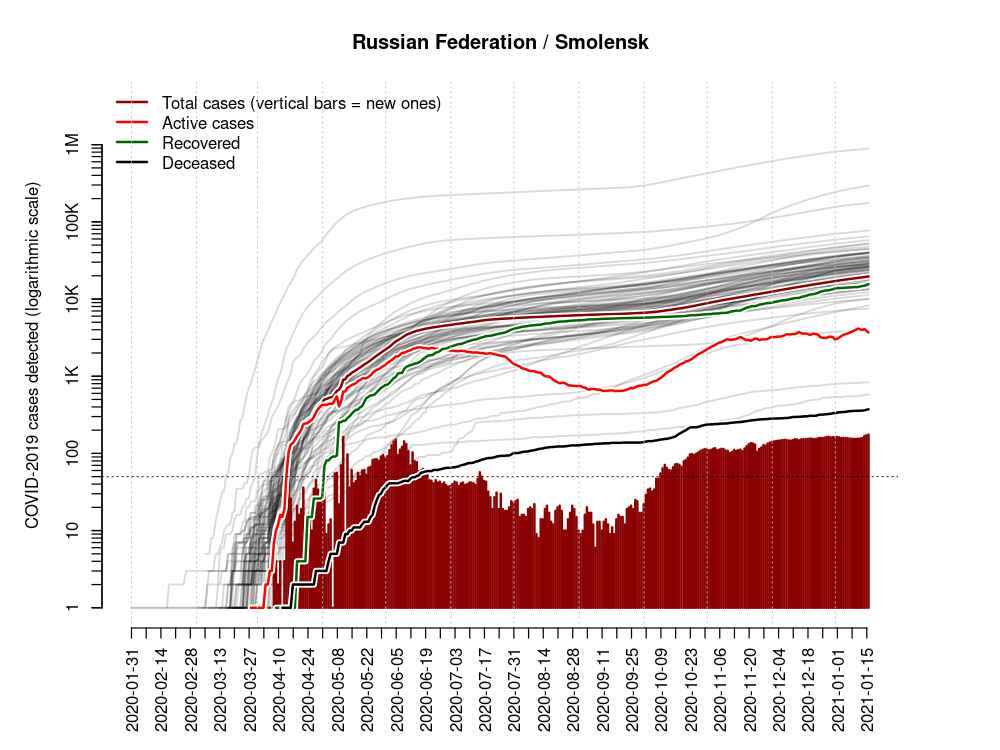 Russian Federation / Smolensk
Total cases (vertical bars = new ones)
Active cases
Recovered
Deceased
COVID-2019 cases detected (logarithmic scale)
1M
100K
10K
1K
100
10
1
2020-01-31
2020-02-14
2020-02-28
2020-03-13
2020-03-27
2020-04-10
2020-04-24
2020-05-08
2020-05-22
2020-06-05
2020-06-19
2020-07-03
2020-07-17
2020-07-31
2020-08-14
2020-08-28
2020-09-11
2020-09-25
2020-10-09
2020-10-23
2020-11-06
2020-11-20
2020-12-04
2020-12-18
2021-01-01
2021-01-15